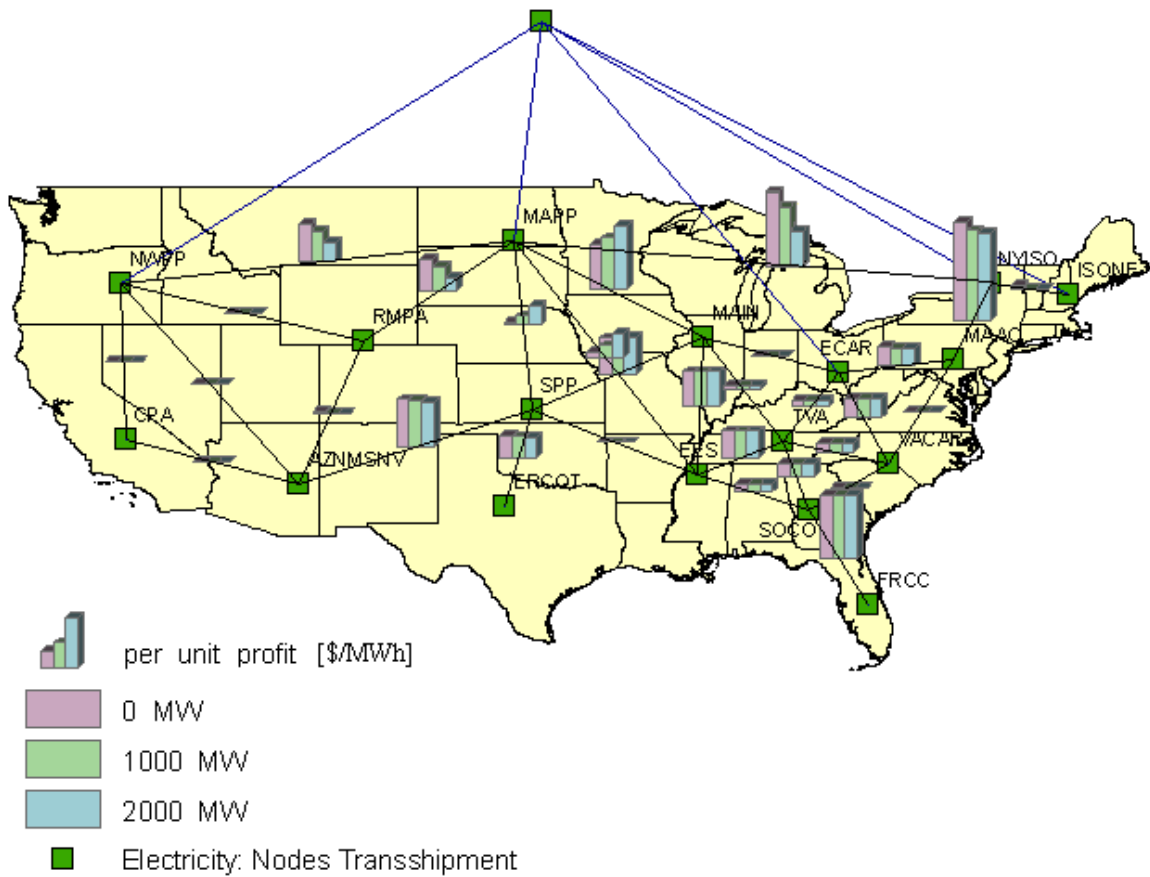 MAPP
NWPP
NYISO
ISONE
RMPA
MAIN
ECAR
MAAC
SPP
CPA
TVA
VACAR
EES
AZNMSNV
ERCOT
SOCO
FRCC
per unit profit [$/MWh]
0 MW
1000 MW
2000 MW
Electricity: Nodes Transshipment